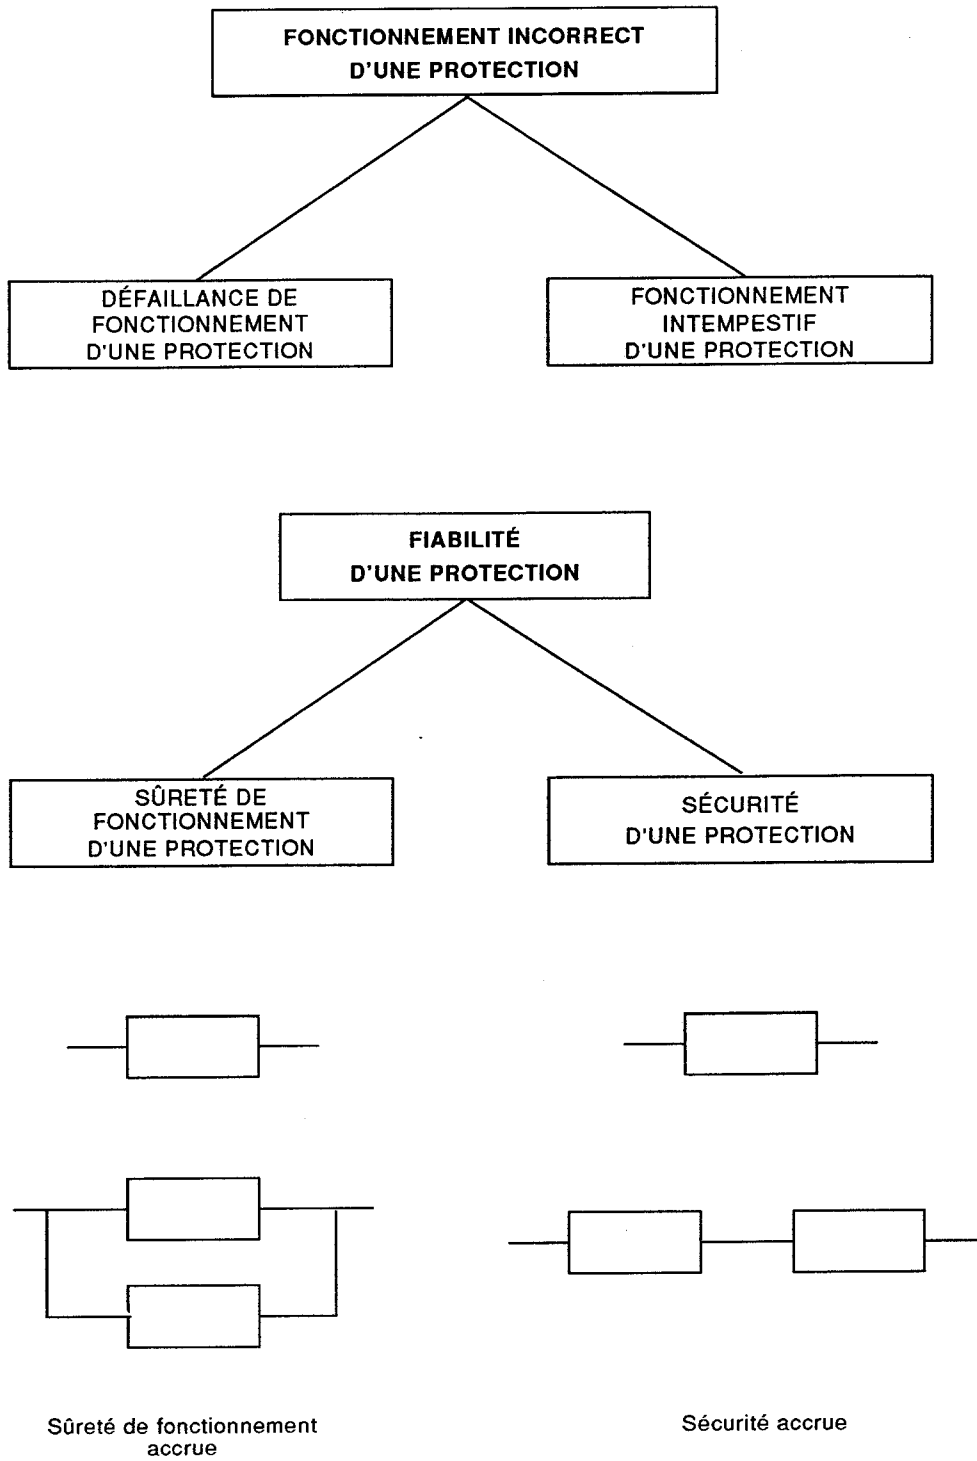 FONCTIONNEMENT INCORRECT
D'UNE PROTECTION
DÉFAILLANCE DE
FONCTIONNEMENT
D'UNE PROTECTION
FONCTIONNEMENT
INTEMPESTIF
D'UNE PROTECTION
FIABILITÉ
D'UNE PROTECTION
SÛRETÉ DE
FONCTIONNEMENT
D'UNE PROTECTION
SÉCURITÉ
D'UNE PROTECTION
Sûreté de fonctionnement
accrue
Sécurité accrue